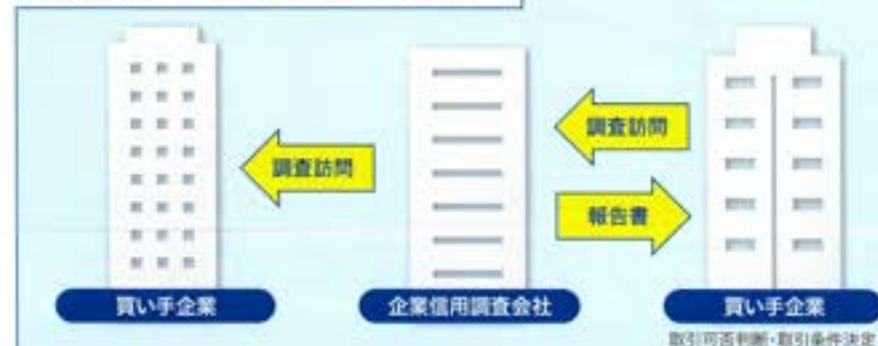 調査訪問
調査訪問
報告書
買い手企業
企業信用調査会社
買い手企業
取引可否判断・取引条件決定